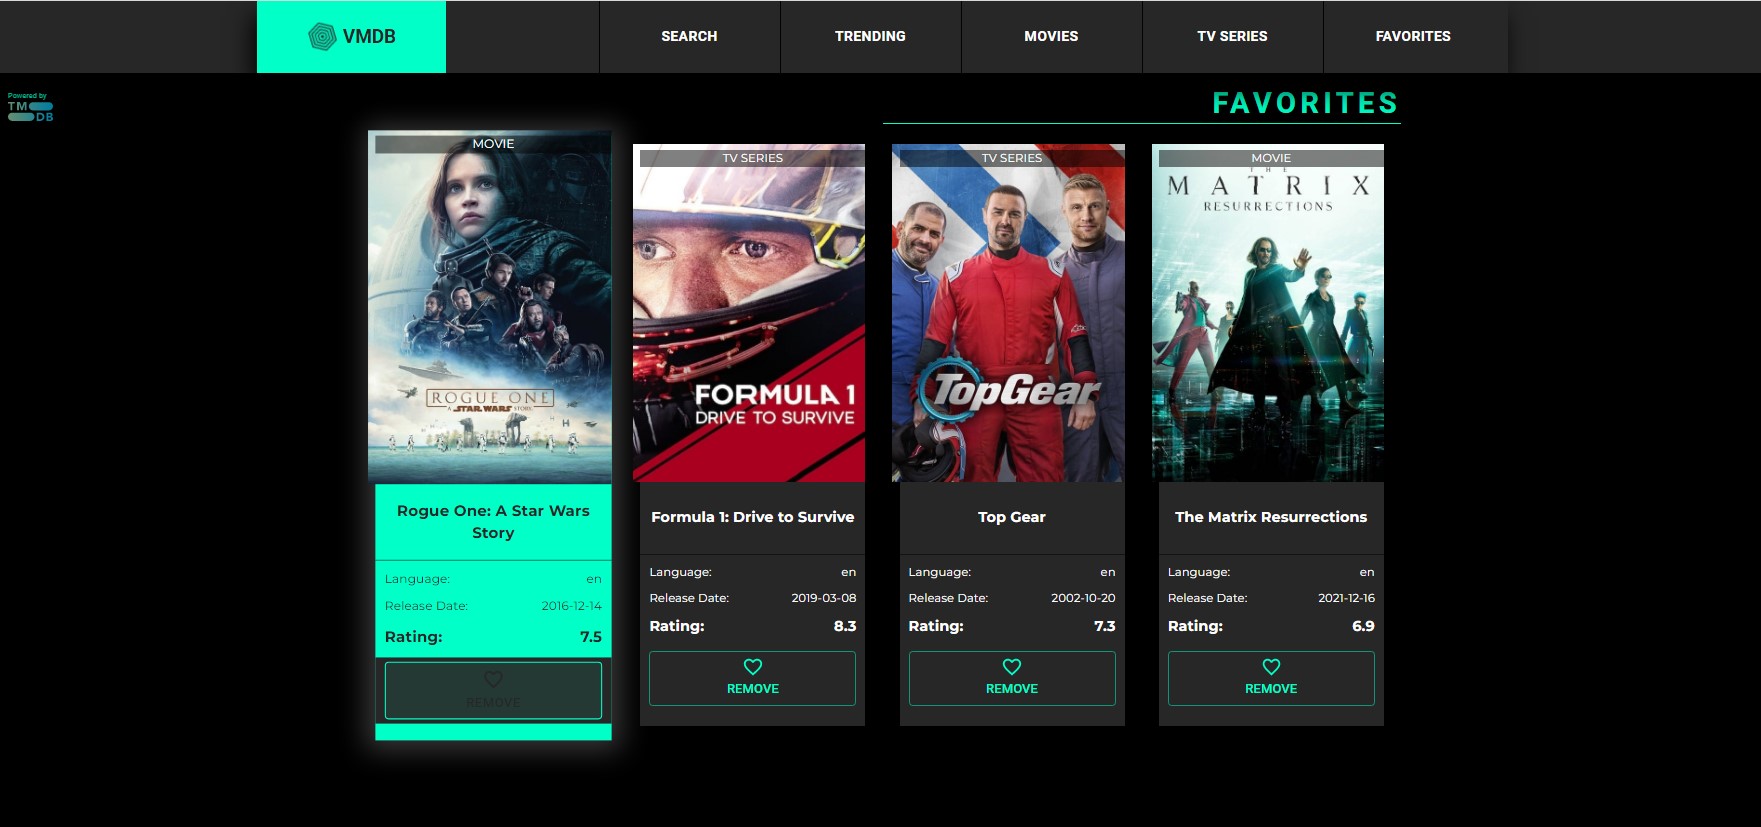 VMDB
SEARCH
TRENDING
MOVIES
TV SERIES
FAVORITES
Powered by
TM
DB
FAVORITES
MOVIE
ROGUE ONE
A STAR WARS STORY
Rogue One: A Star Wars
Story
Language: en
Release Date: 2016-12-14
Rating: 7.5
REMOVE
TV SERIES
FORMULA 1
DRIVE TO SURVIVE
Formula 1: Drive to Survive
Language: en
Release Date: 2019-03-08
Rating: 8.3
REMOVE
TV SERIES
TopGear
Top Gear
Language: en
Release Date: 2002-10-20
Rating: 7.3
REMOVE
MOVIE
THE
MATRIX
RESURRECTIONS
The Matrix Resurrections
Language: en
Release Date: 2021-12-16
Rating: 6.9
REMOVE